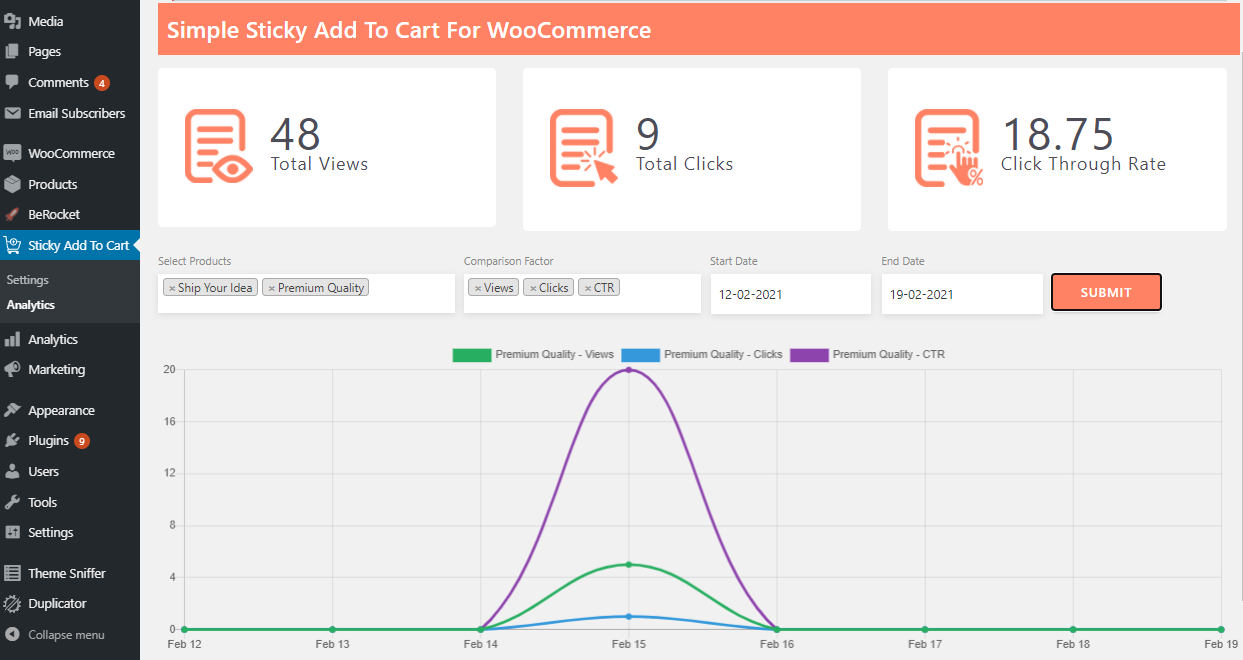 Media
Pages
Comments 4
Email Subscribers
WooCommerce
Products
BeRocket
Sticky Add To Cart
Settings
Analytics
Analytics
Marketing
Appearance
Plugins 9
Users
Tools
Settings
Theme Sniffer
Duplicator
Collapse menu
Simple Sticky Add To Cart For WooCommerce
48
Total Views
9
Total Clicks
%
18.75
Click Through Rate
Select Products
× Ship Your Idea × Premium Quality
Comparison Factor
× Views × Clicks × CTR
Start Date
12-02-2021
End Date
19-02-2021
SUBMIT
Premium Quality - Views Premium Quality - Clicks Premium Quality - CTR
20
16
12
8
4
0
Feb 12 Feb 13 Feb 14 Feb 15 Feb 16 Feb 17 Feb 18 Feb 19